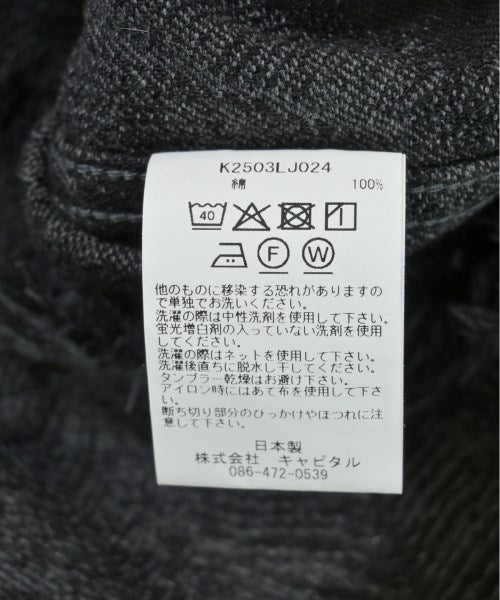 K2503LJ024
綿 100%
40
F W
他のものに移染する恐れがありますの
で単独でお洗いください。
洗濯の際は中性洗剤を使用して下さい。
蛍光増白剤の入っていない洗剤を使用
してください。
洗濯の際はネットを使用して下さい。
洗濯後直ちに脱水し干してください。
タンブラー乾燥はお避け下さい。
アイロン時にはあて布を使用して下さ
い。
断ち切り部分のひっかけやほつれに注
意して下さい。
日本製
株式会社 キャピタル
086-472-0539